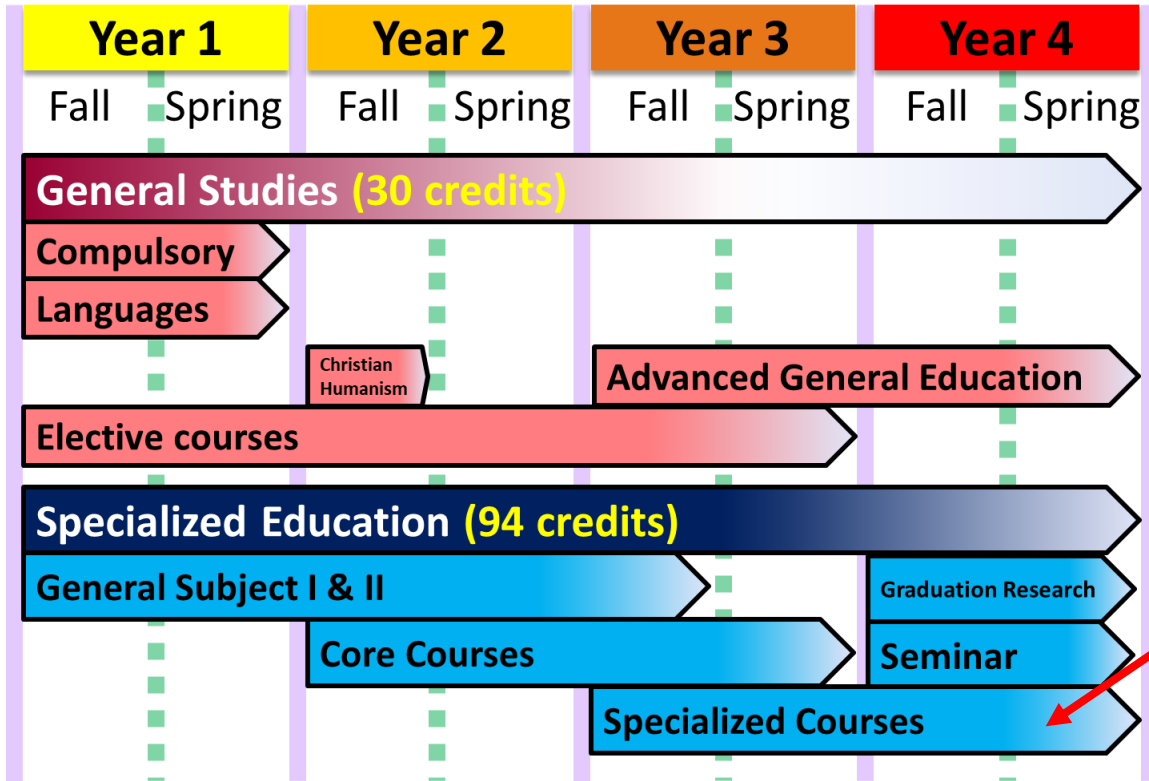 Year 1 Year 2 Year 3 Year 4
Fall Spring Fall Spring Fall Spring Fall Spring
General Studies (30 credits)
Compulsory
Languages
Christian
Humanism
Advanced General Education
Elective courses
Specialized Education (94 credits)
General Subject I & II
Graduation Research
Core Courses
Seminar
Specialized Courses